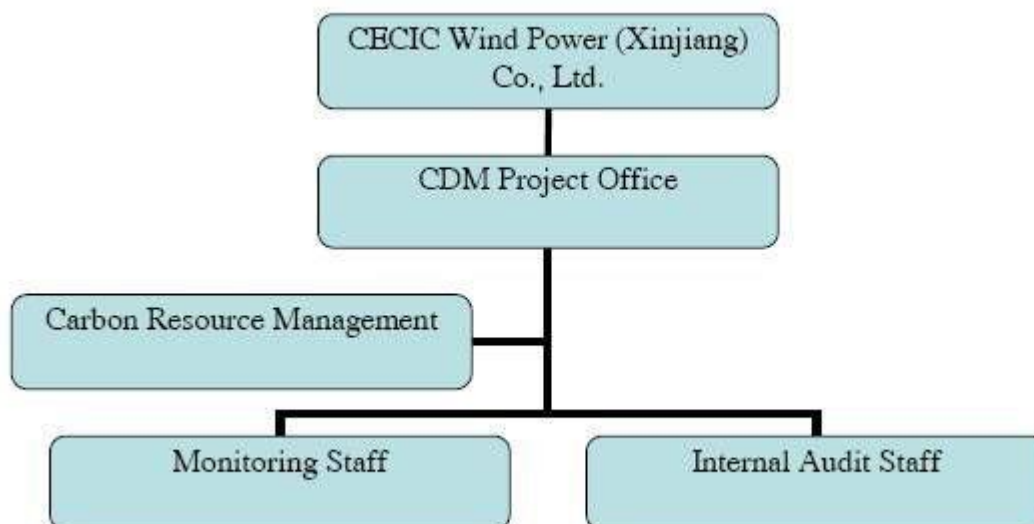 CECIC Wind Power (Xinjiang)
Co., Ltd.
CDM Project Office
Carbon Resource Management
Monitoring Staff
Internal Audit Staff